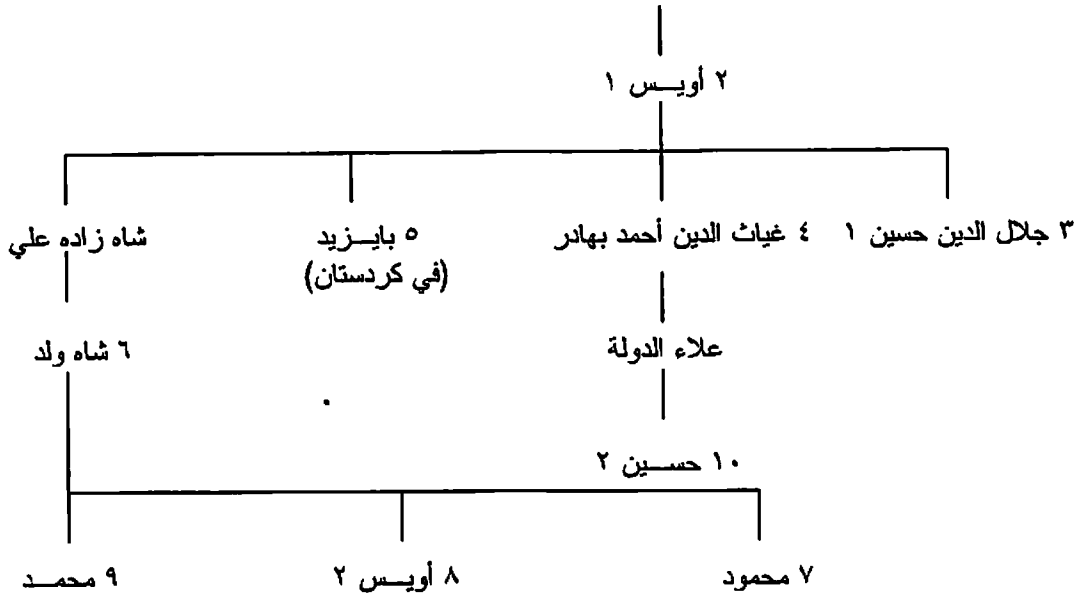 ٢ أويس ١
٣ جلال الدين حسين ١ ٤ غياث الدين أحمد بهادر ٥ بايزيد شاه زاده علي
(في كردستان)
علاء الدولة ٦ شاه ولد
١٠ حسين ٢
٧ محمود ٨ أويس ٢ ٩ محمد